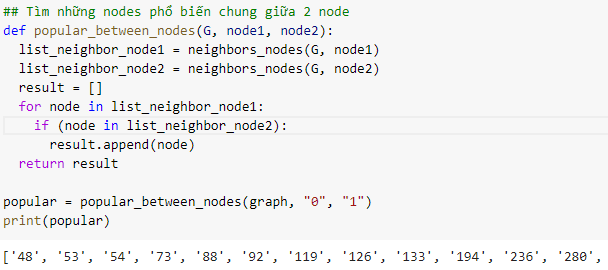 ## Tìm những nodes phổ biến chung giữa 2 node
def popular_between_nodes(G, node1, node2):
  list_neighbor_node1 = neighbors_nodes(G, node1)
  list_neighbor_node2 = neighbors_nodes(G, node2)
  result = []
  for node in list_neighbor_node1:
    if (node in list_neighbor_node2):
      result.append(node)
  return result

popular = popular_between_nodes(graph, "0", "1")
print(popular)

['48', '53', '54', '73', '88', '92', '119', '126', '133', '194', '236', '280',